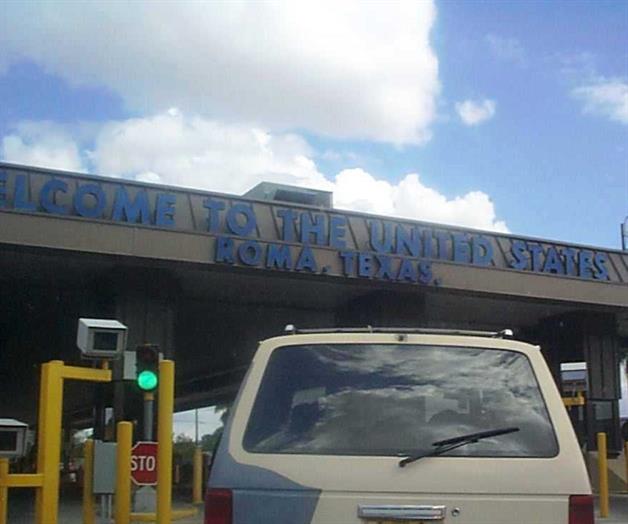 ELCOME TO THE UNITED STATES
ROMA, TEXAS.
STO